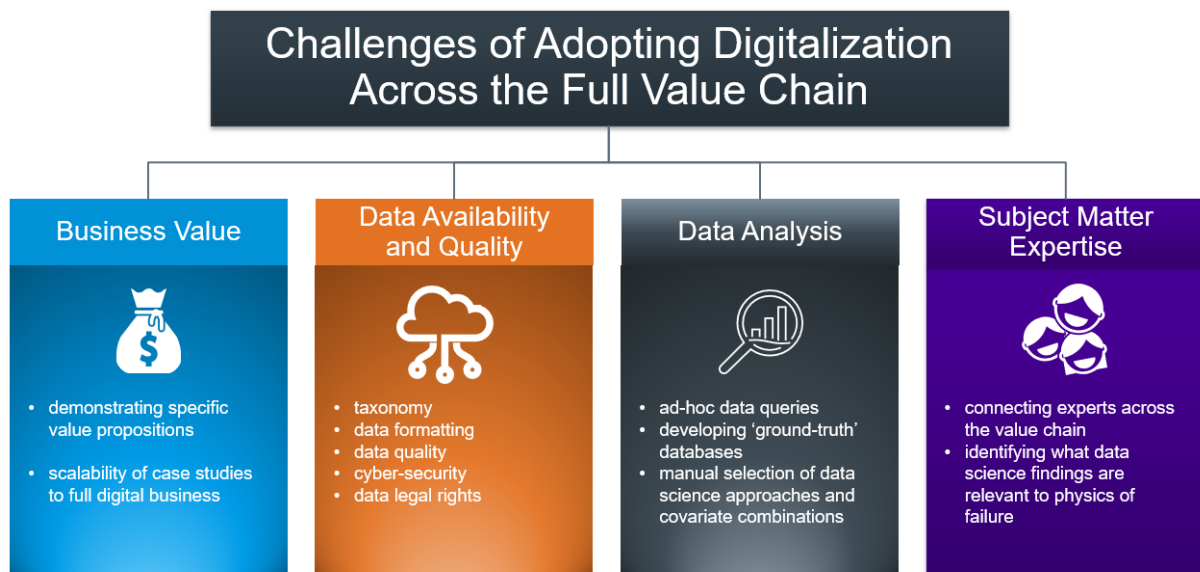 Challenges of Adopting Digitalization
Across the Full Value Chain
Business Value
$
• demonstrating specific
value propositions
• scalability of case studies
to full digital business
Data Availability
and Quality
• taxonomy
• data formatting
• data quality
• cyber-security
• data legal rights
Data Analysis
• ad-hoc data queries
• developing ‘ground-truth’
databases
• manual selection of data
science approaches and
covariate combinations
Subject Matter
Expertise
• connecting experts across
the value chain
• identifying what data
science findings are
relevant to physics of
failure